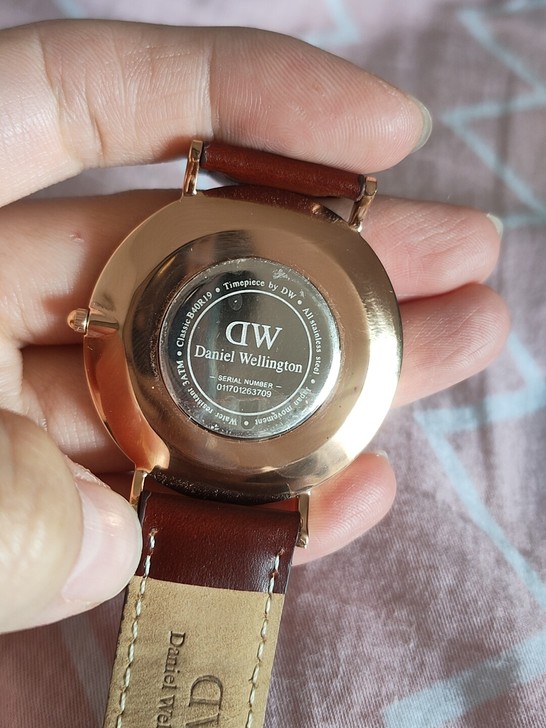 Classic B40R19 • Timepiece by DW • All stainless steel • Japan movement • Water resistant 3ATM •
DW
Daniel Wellington
SERIAL NUMBER
011701263709
Daniel Wel